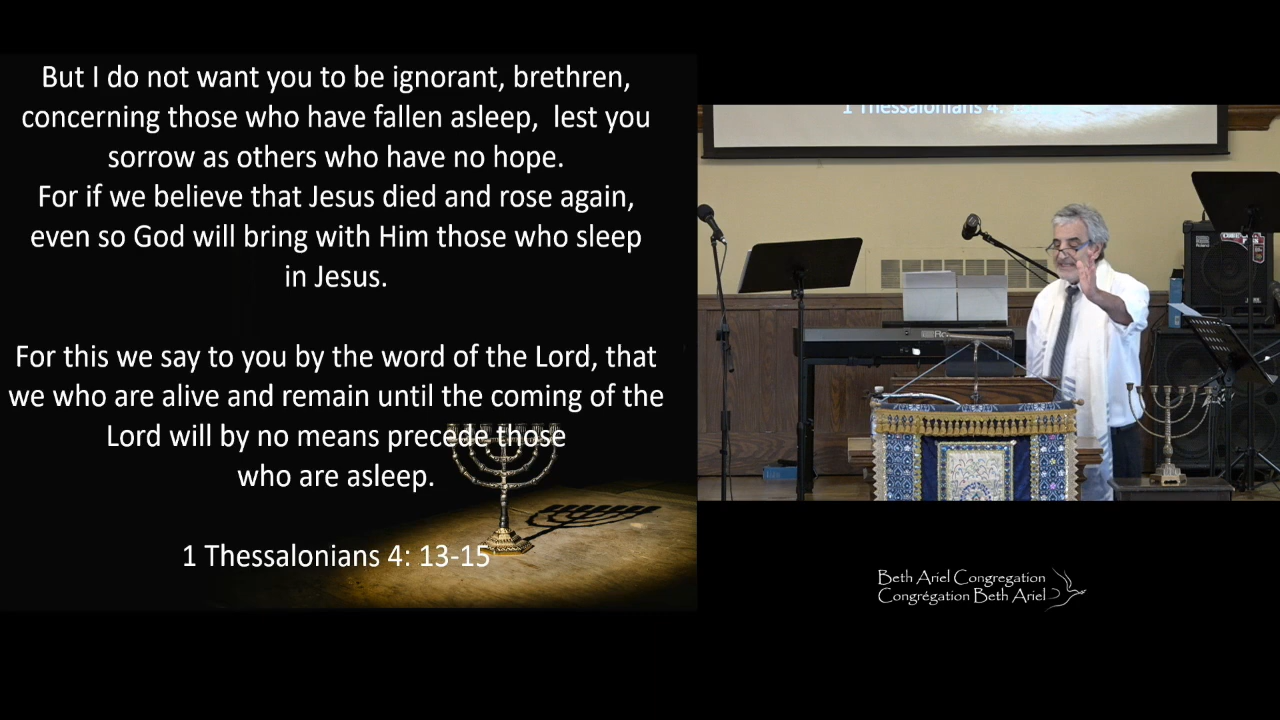 But I do not want you to be ignorant, brethren,
concerning those who have fallen asleep,  lest you
sorrow as others who have no hope.
For if we believe that Jesus died and rose again,
even so God will bring with Him those who sleep
in Jesus.
For this we say to you by the word of the Lord, that
we who are alive and remain until the coming of the
Lord will by no means precede those
who are asleep.
1 Thessalonians 4: 13-15
1 Thessalonians 4:
Beth Ariel Congregation
Congrégation Beth Ariel